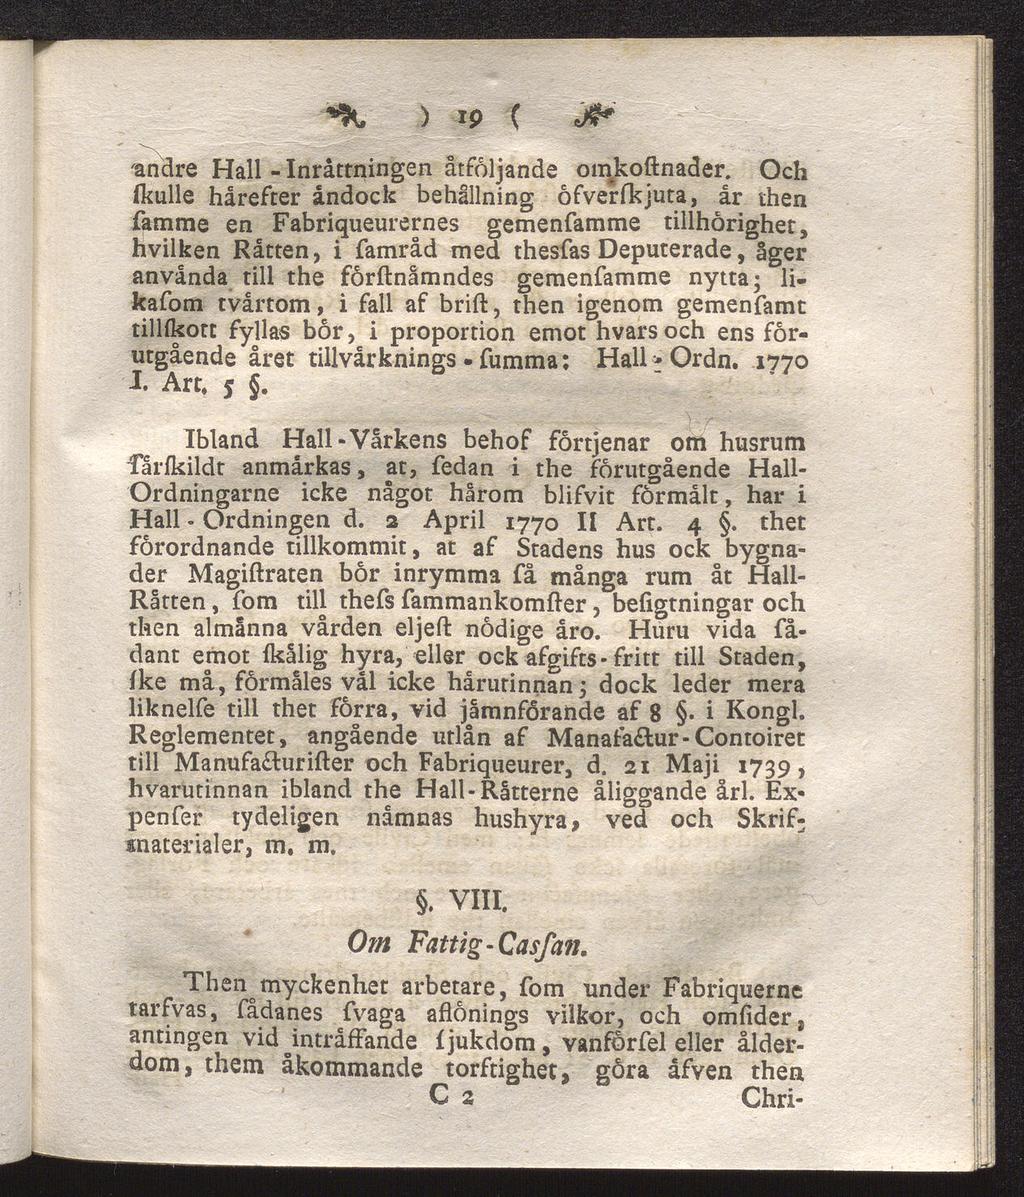 ) 19 (
andre Hall-Inråttningen åtföljande omkoſtnader. Och
ſkulle hårefter åndock behållning öfverſkjuta, år then
ſamme en Fabriqueurernes gemenſamme tillhörighet,
hvilken Råtten, i ſamråd med thesſas Deputerade, åger
anvånda till the förſtnåmndes gemenſamme nytta; li-
kaſom tvårtom, i fall af briſt, then igenom gemenſamt
tillſkott fyllas bör, i proportion emot hvars och ens för-
utgående året tillvårknings-ſumma: Hall-Ordn. 1770
I. Art. 5 §.
Ibland Hall-Vårkens behof förtjenar om husrum
ſårſkildt anmårkas, at, ſedan i the förutgående Hall-
Ordningarne icke något hårom blifvit förmålt, har i
Hall-Ordningen d. 2 April 1770 II Art. 4 §. thet
förordnande tillkommit, at af Stadens hus ock bygna-
der Magiſtraten bör inrymma ſå många rum åt Hall-
Råtten, ſom till theſs ſammankomſter, beſigtningar och
then almånna vården eljeſt nödige åro. Huru vida ſå-
dant emot ſkålig hyra, eller ock afgifts-fritt till Staden,
ſke må, förmåles vål icke hårutinnan; dock leder mera
liknelſe till thet förra, vid jåmnförande af 8 §. i Kongl.
Reglementet, angående utlån af Manafactur-Contoiret
till Manufacturiſter och Fabriqueurer, d. 21 Maji 1739,
hvarutinnan ibland the Hall-Råtterne åliggande årl. Ex-
penſer tydeligen nåmnas hushyra, ved och Skrif-
materialer, m. m.
§. VIII.
Om Fattig-Casſan.
Then myckenhet arbetare, ſom under Fabriquerne
tarfvas, ſådanes ſvaga aflönings vilkor, och omſider,
antingen vid intråffande ſjukdom, vanförſel eller ålder-
dom, them åkommande torftighet, göra åfven then
C 2 Chri-